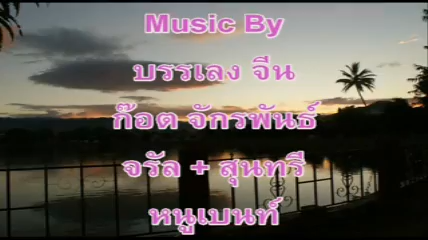 Music By
บรรเลง จีน
ก๊อต จักรพันธ์
จรัล + สุนทรี
หนูเบนท์